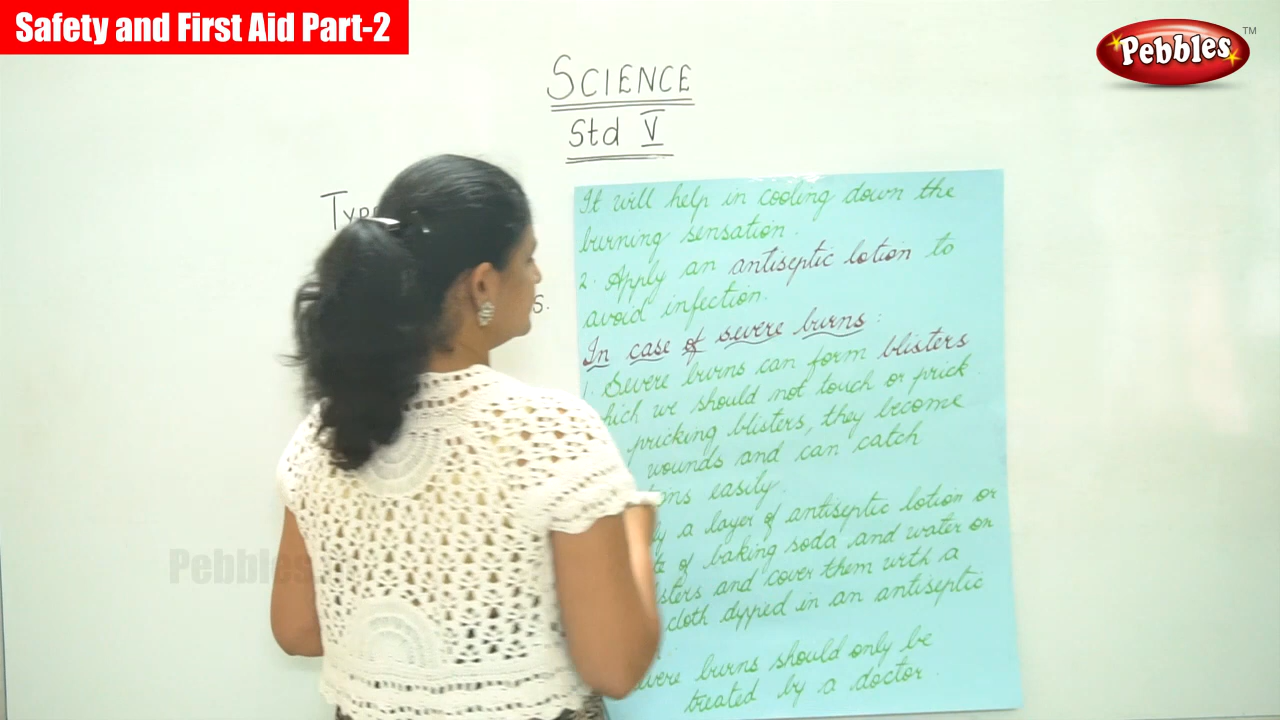 Safety and First Aid Part-2
Pebbles TM
SCIENCE
Std V
It will help in cooling down the
burning sensation.
2. Apply an antiseptic lotion to
avoid infection.
In case of severe burns :
1. Severe burns can form blisters
which we should not touch or prick.
pricking blisters, they become
wounds and can catch
easily.
a layer of antiseptic lotion or
of baking soda and water on
and cover them with a
cloth dipped in an antiseptic
burns should only be
treated by a doctor.
Pebbles